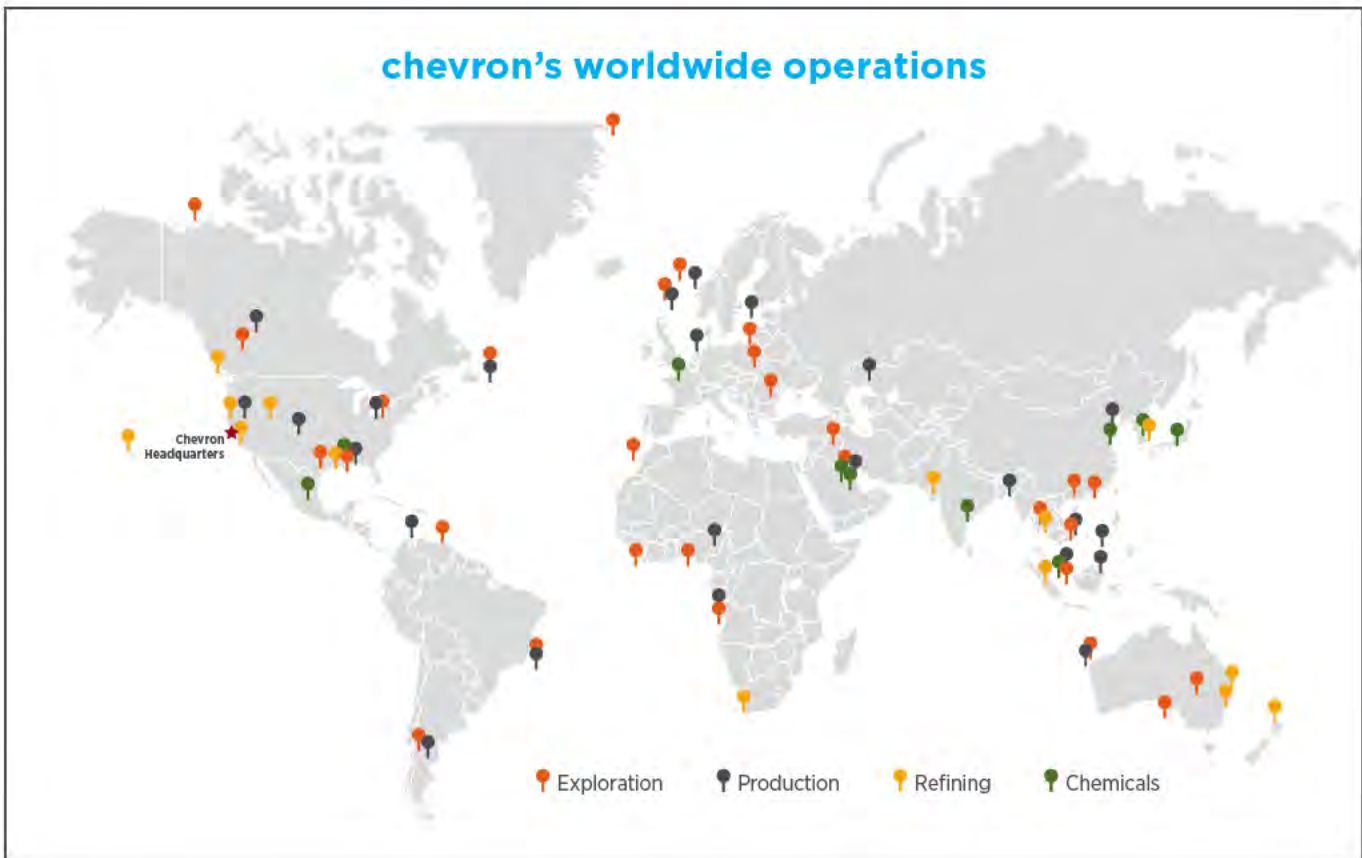 chevron's worldwide operations
Chevron
Headquarters
Exploration
Production
Refining
Chemicals